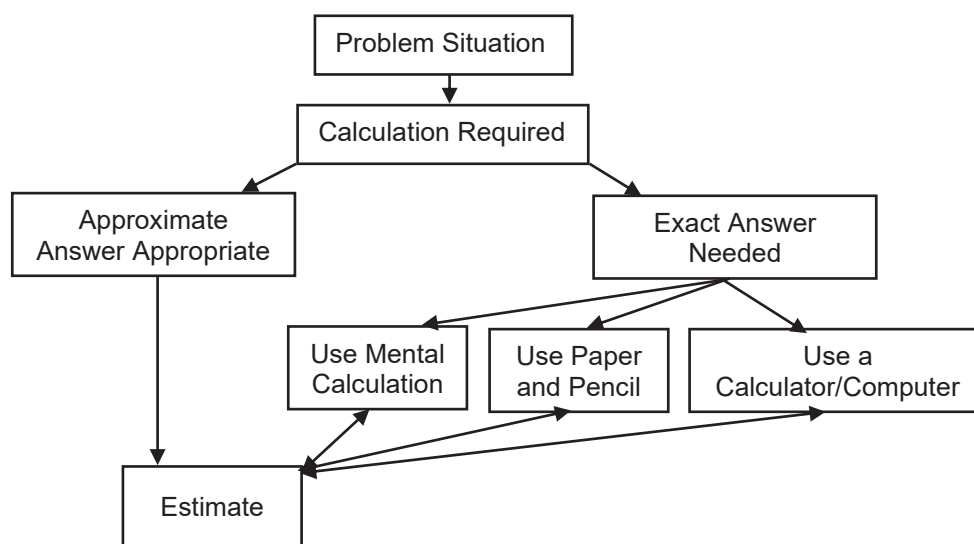 Problem Situation
Calculation Required
Approximate
Answer Appropriate
Exact Answer
Needed
Use Mental
Calculation
Use Paper
and Pencil
Use a
Calculator/Computer
Estimate